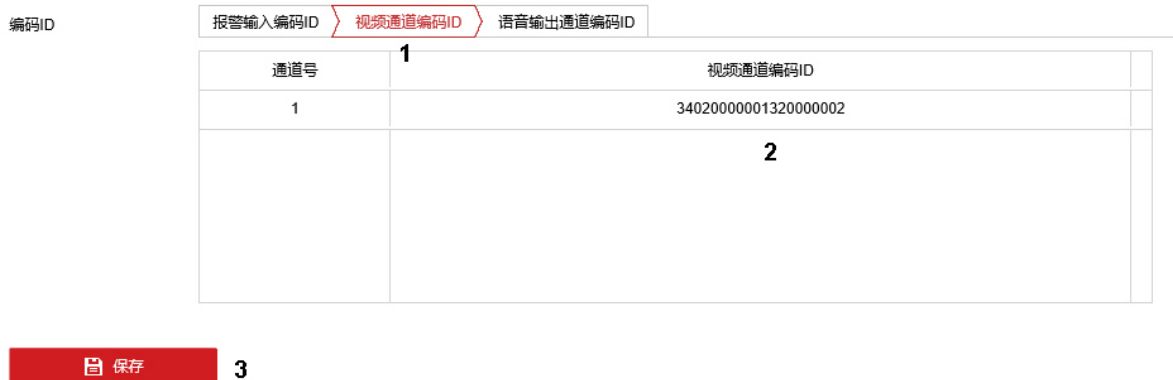 编码ID 报警输入编码ID 视频通道编码ID 语音输出通道编码ID
1
通道号 视频通道编码ID
1 34020000001320000002
2
保存 3